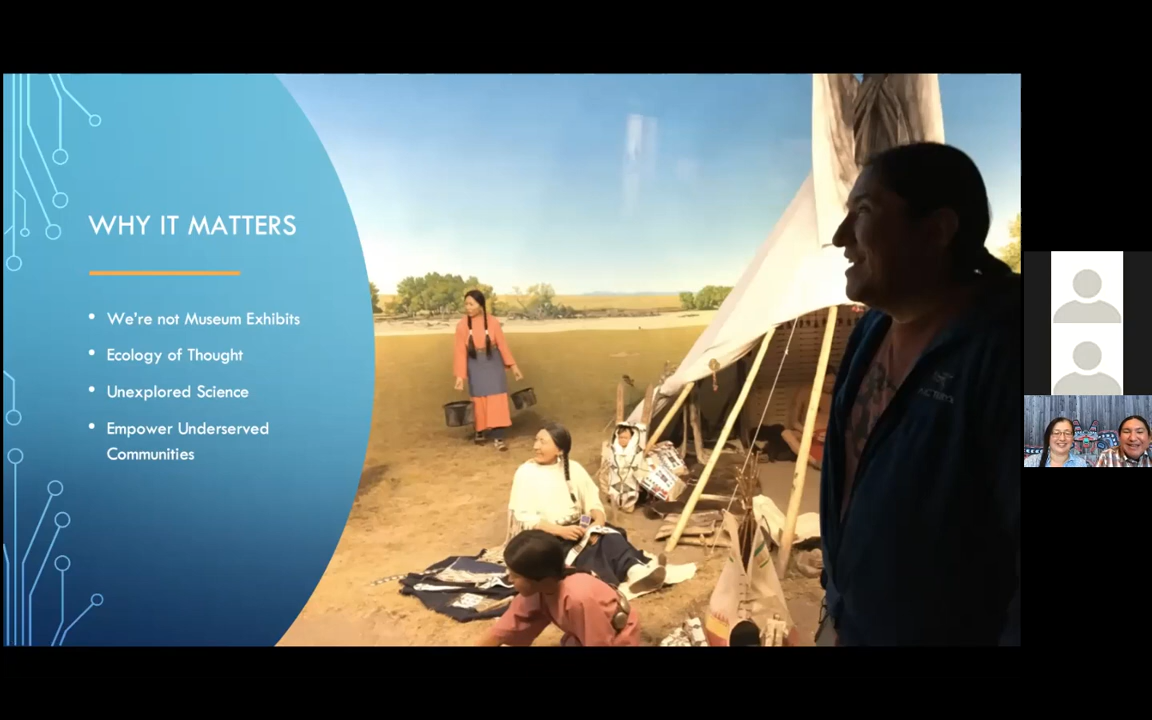 WHY IT MATTERS
• We're not Museum Exhibits
• Ecology of Thought
• Unexplored Science
• Empower Underserved
Communities